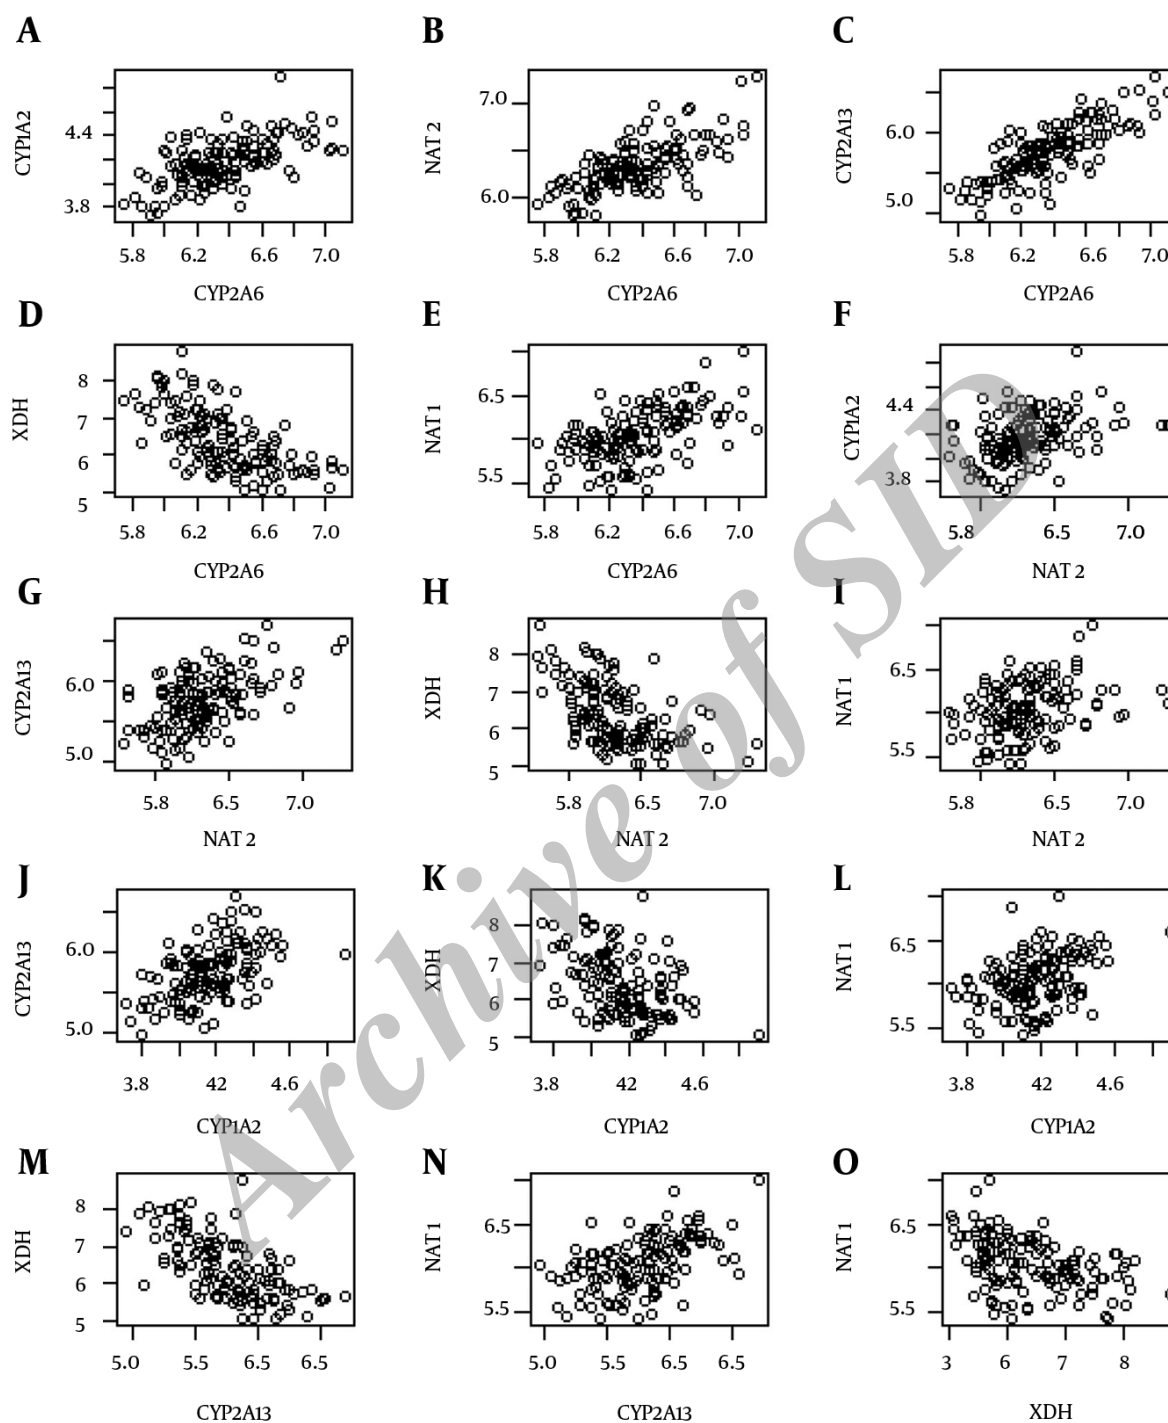 A B C
CYP1A2 4.4 3.8
NAT 2 7.0 6.0
CYP2A13 6.0 5.0
5.8 6.2 6.6 7.0 5.8 6.2 6.6 7.0 5.8 6.2 6.6 7.0
CYP2A6 CYP2A6 CYP2A6
D E F
XDH 8 7 6 5
NAT 1 6.5 5.5
CYP1A2 4.4 3.8
5.8 6.2 6.6 7.0 5.8 6.2 6.6 7.0 5.8 6.5 7.0
CYP2A6 CYP2A6 NAT 2
G H I
CYP2A13 6.0 5.0
XDH 8 7 6 5
NAT 1 6.5 5.5
5.8 6.5 7.0 5.8 6.5 7.0 5.8 6.5 7.0
NAT 2 NAT 2 NAT 2
J K L
CYP2A13 6.0 5.0
XDH 8 7 6 5
NAT 1 6.5 5.5
3.8 42 4.6 3.8 42 4.6 3.8 42 4.6
CYP1A2 CYP1A2 CYP1A2
M N O
XDH 8 7 6 5
NAT 1 6.5 5.5
NAT 1 6.5 5.5
5.0 5.5 6.5 6.5 5.0 5.5 6.5 6.5 3 6 7 8
CYP2A13 CYP2A13 XDH
Archive of SID